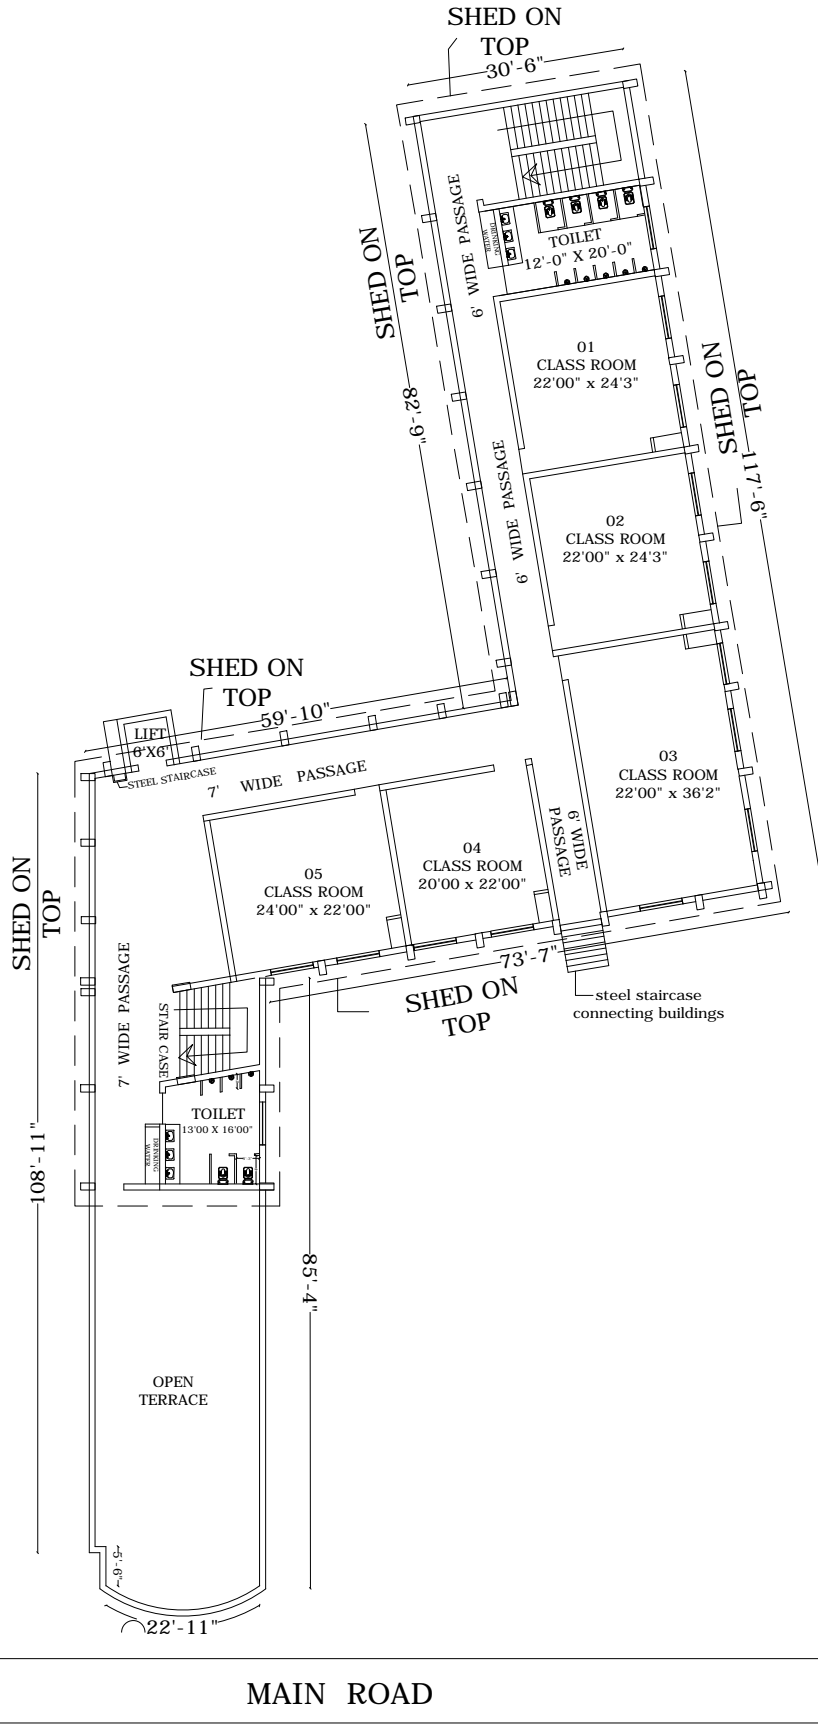 SHED ON
TOP
30'-6"
6' WIDE PASSAGE
DRINKING
WATER
TOILET
12'-0" X 20'-0"
SHED ON
TOP
82'-9"
01
CLASS ROOM
22'00" x 24'3"
SHED ON
TOP
117'-6"
6' WIDE PASSAGE
02
CLASS ROOM
22'00" x 24'3"
SHED ON
TOP
59'-10"
LIFT
6'X6'
STEEL STAIRCASE
7' WIDE PASSAGE
03
CLASS ROOM
22'00" x 36'2"
6' WIDE
PASSAGE
04
CLASS ROOM
20'00 x 22'00"
05
CLASS ROOM
24'00" x 22'00"
SHED ON
TOP
73'-7"
SHED ON
TOP
steel staircase
connecting buildings
7' WIDE PASSAGE
STAIR CASE
TOILET
13'00 X 16'00"
DRINKING
WATER
108'-11"
85'-4"
OPEN
TERRACE
5'-6"
22'-11"
MAIN ROAD